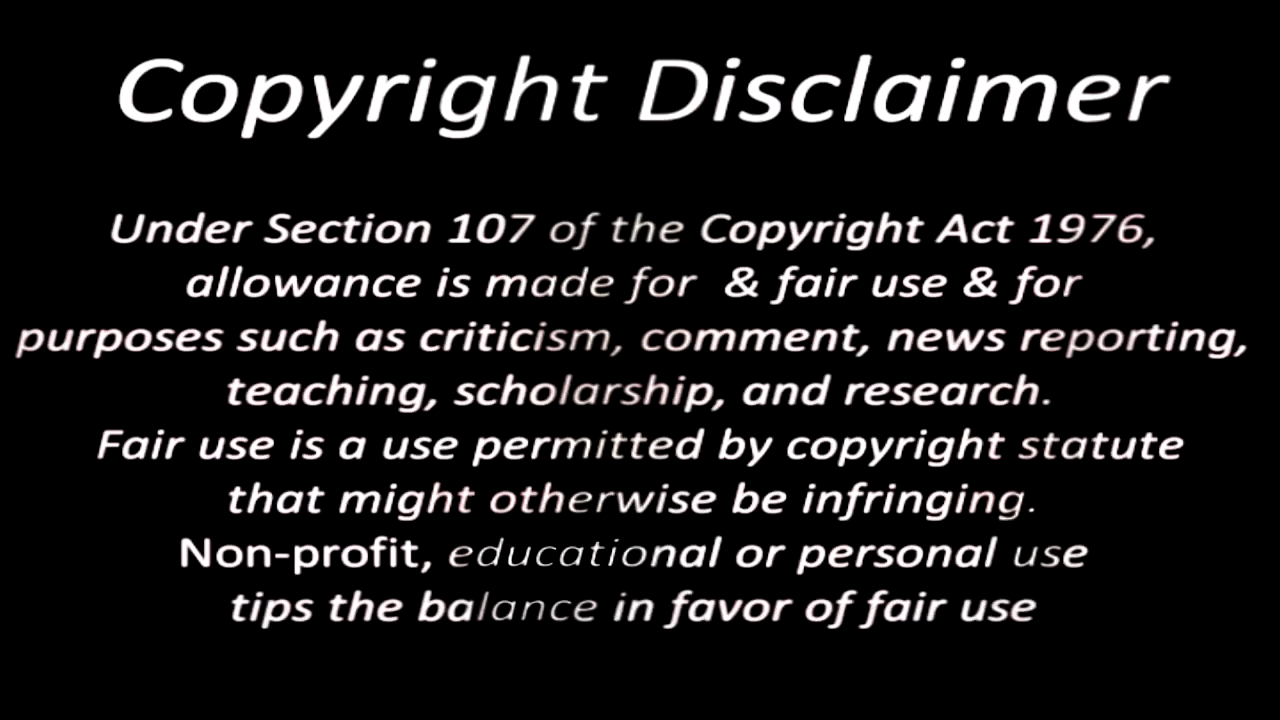 Copyright Disclaimer
Under Section 107 of the Copyright Act 1976,
allowance is made for & fair use & for
purposes such as criticism, comment, news reporting,
teaching, scholarship, and research.
Fair use is a use permitted by copyright statute
that might otherwise be infringing.
Non-profit, educational or personal use
tips the balance in favor of fair use